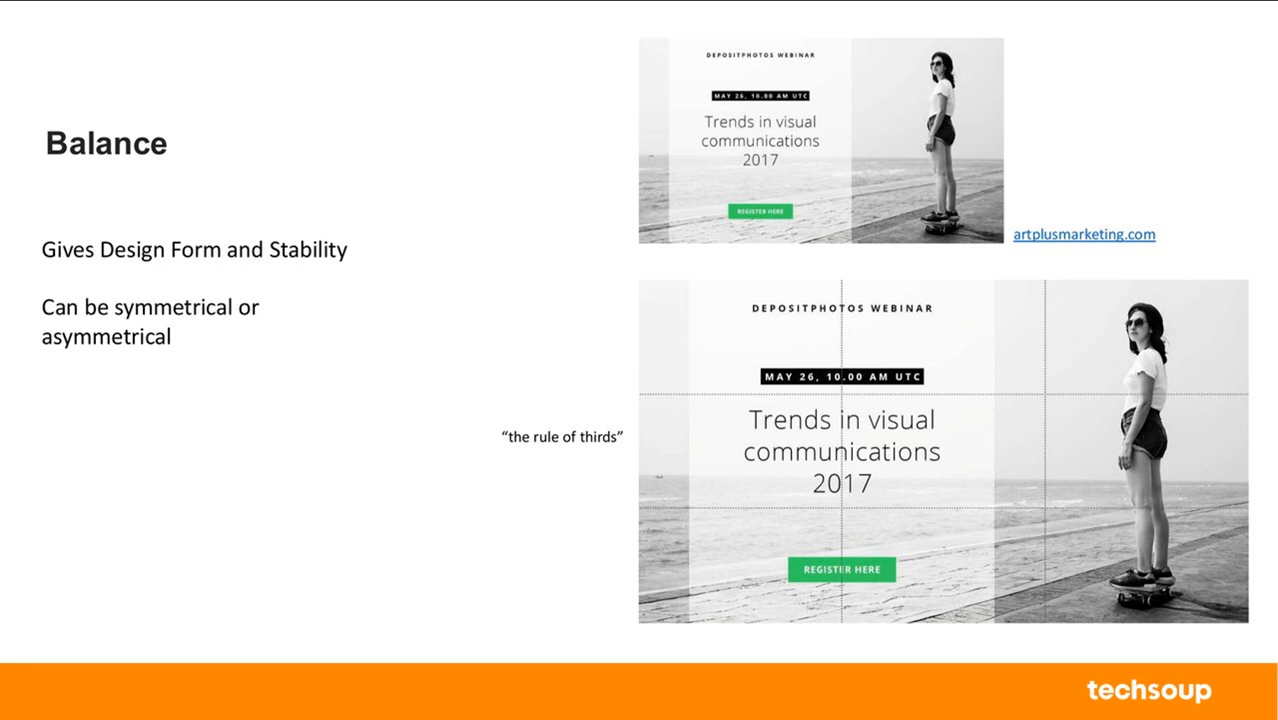 Balance
Gives Design Form and Stability
Can be symmetrical or
asymmetrical
DEPOSITPHOTOS WEBINAR
MAY 26, 10.00 AM UTC
Trends in visual
communications
2017
REGISTER HERE
artplusmarketing.com
“the rule of thirds”
DEPOSITPHOTOS WEBINAR
MAY 26, 10.00 AM UTC
Trends in visual
communications
2017
REGISTER HERE
techsoup